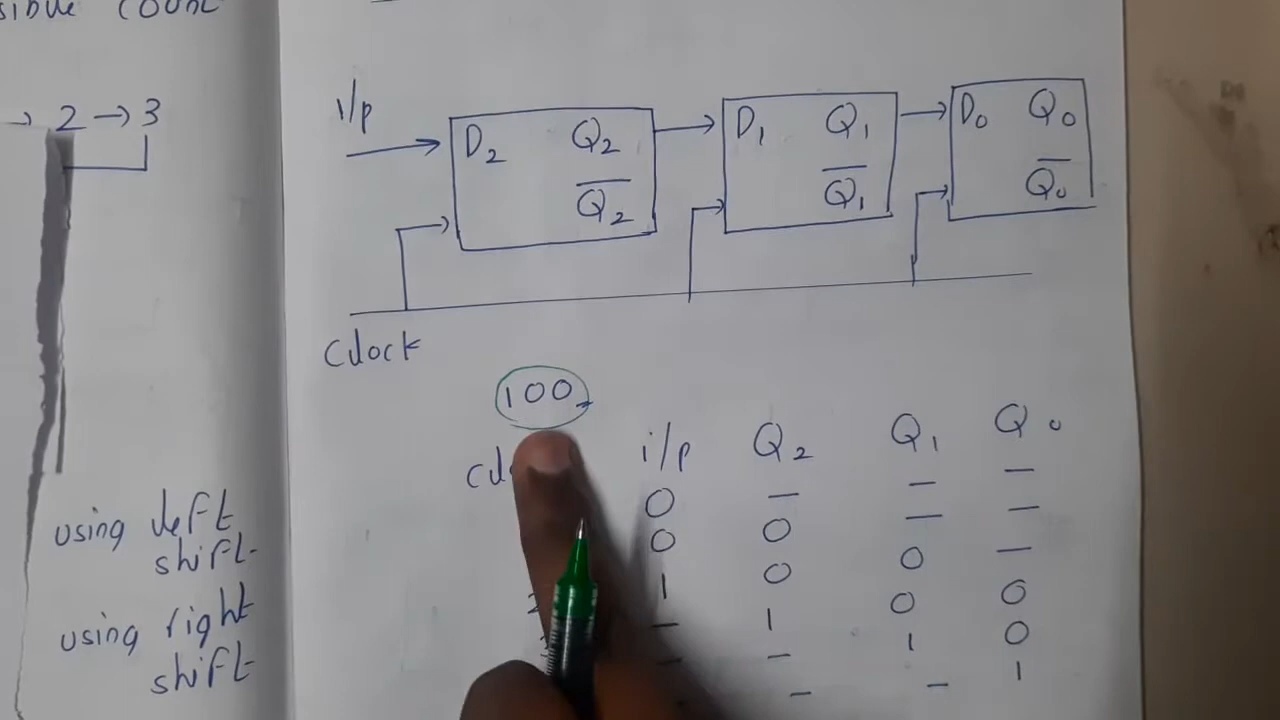 count
→ 2 → 3
using left
shift
using right
shift
i/p
D₂ Q₂
Q̅₂
D₁ Q₁
Q̅₁
D₀ Q₀
Q̅₀
Clock
100
i/p Q₂ Q₁ Q₀
0 — — —
0 0 — —
1 0 0 —
— 1 0 0
— — 1 0
— — 1